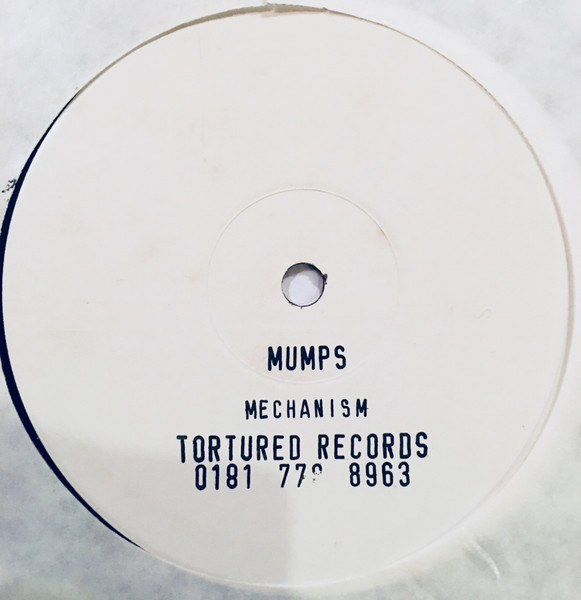 MUMPS
MECHANISM
TORTURED RECORDS
0181 8963